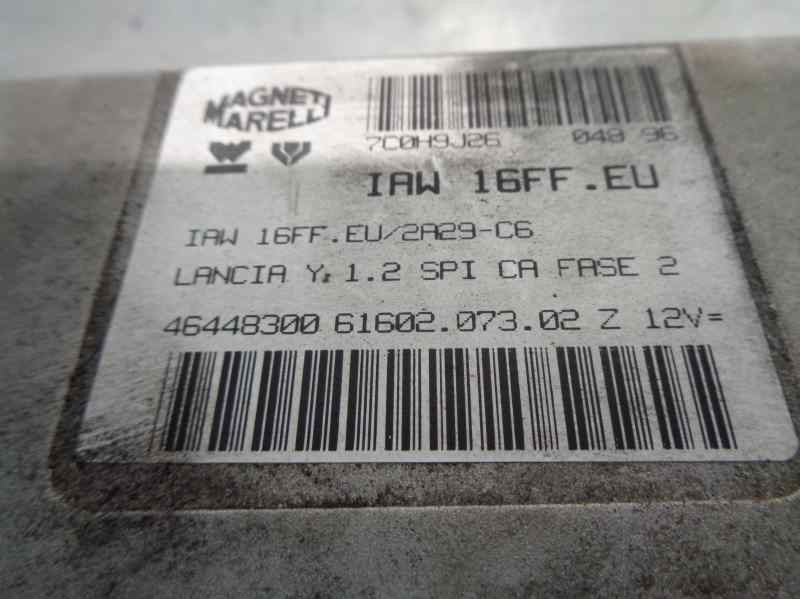 MAGNETI MARELLI
7C0H9J26 048 96
IAW 16FF.EU
IAW 16FF.EU/2A29-C6
LANCIA Y. 1.2 SPI CA FASE 2
46448300 61602.073.02 Z 12V=